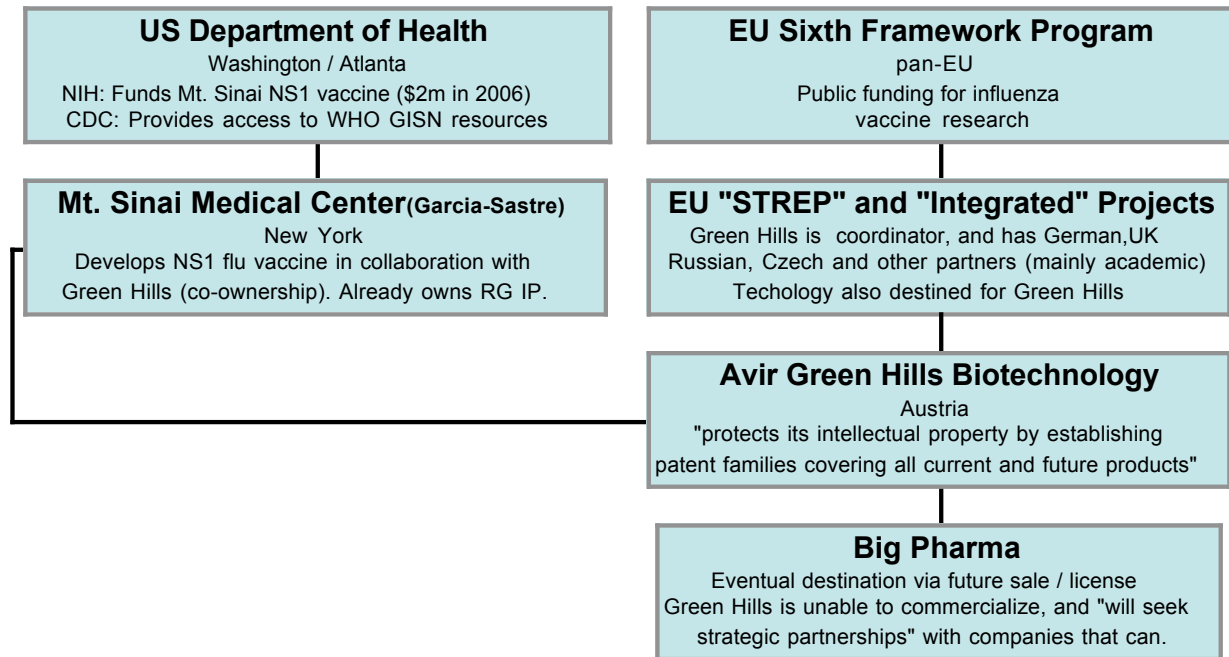 US Department of Health
Washington / Atlanta
NIH: Funds Mt. Sinai NS1 vaccine ($2m in 2006)
CDC: Provides access to WHO GISN resources
EU Sixth Framework Program
pan-EU
Public funding for influenza
vaccine research
Mt. Sinai Medical Center(Garcia-Sastre)
New York
Develops NS1 flu vaccine in collaboration with
Green Hills (co-ownership). Already owns RG IP.
EU "STREP" and "Integrated" Projects
Green Hills is coordinator, and has German,UK
Russian, Czech and other partners (mainly academic)
Techology also destined for Green Hills
Avir Green Hills Biotechnology
Austria
"protects its intellectual property by establishing
patent families covering all current and future products"
Big Pharma
Eventual destination via future sale / license
Green Hills is unable to commercialize, and "will seek
strategic partnerships" with companies that can.